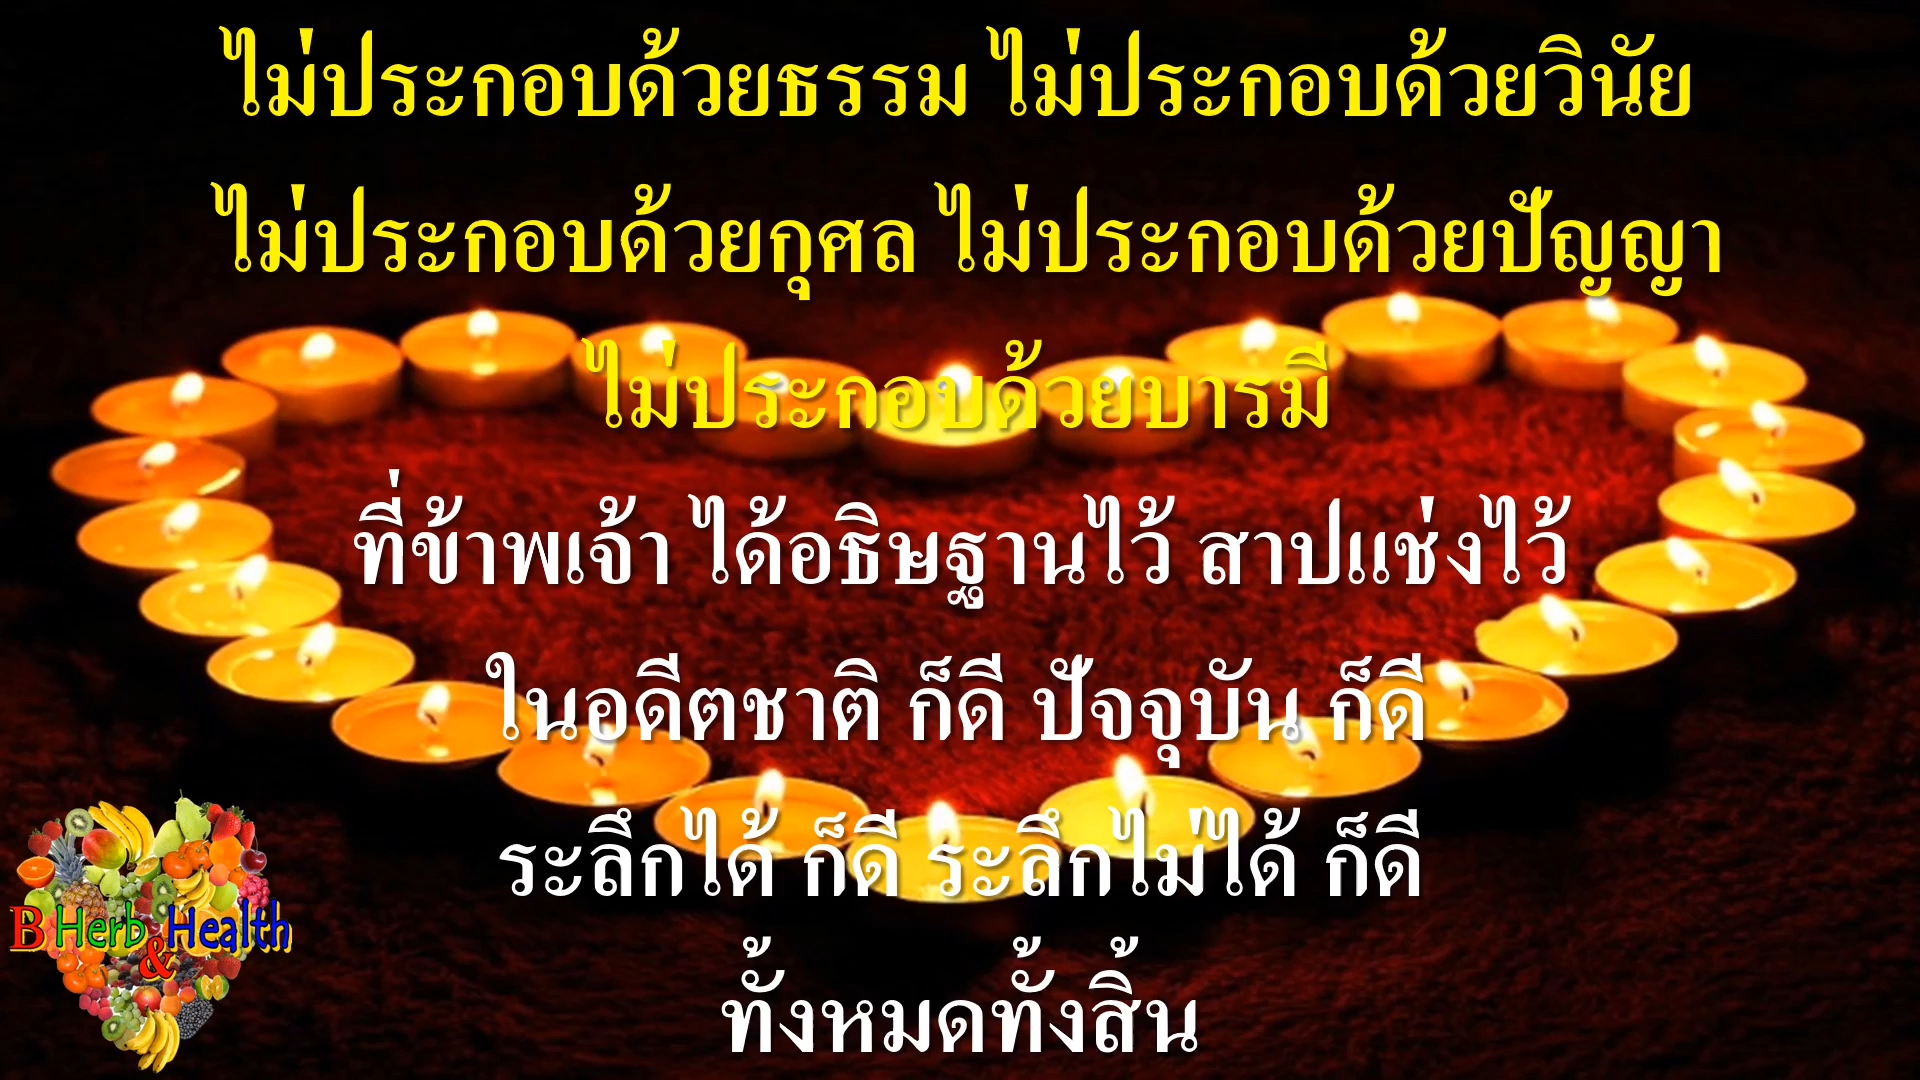 ไม่ประกอบด้วยธรรม ไม่ประกอบด้วยวินัย
ไม่ประกอบด้วยกุศล ไม่ประกอบด้วยปัญญา
ไม่ประกอบด้วยบารมี
ที่ข้าพเจ้า ได้อธิษฐานไว้ สาปแช่งไว้
ในอดีตชาติ ก็ดี ปัจจุบัน ก็ดี
ระลึกได้ ก็ดี ระลึกไม่ได้ ก็ดี
ทั้งหมดทั้งสิ้น
B Herb & Health